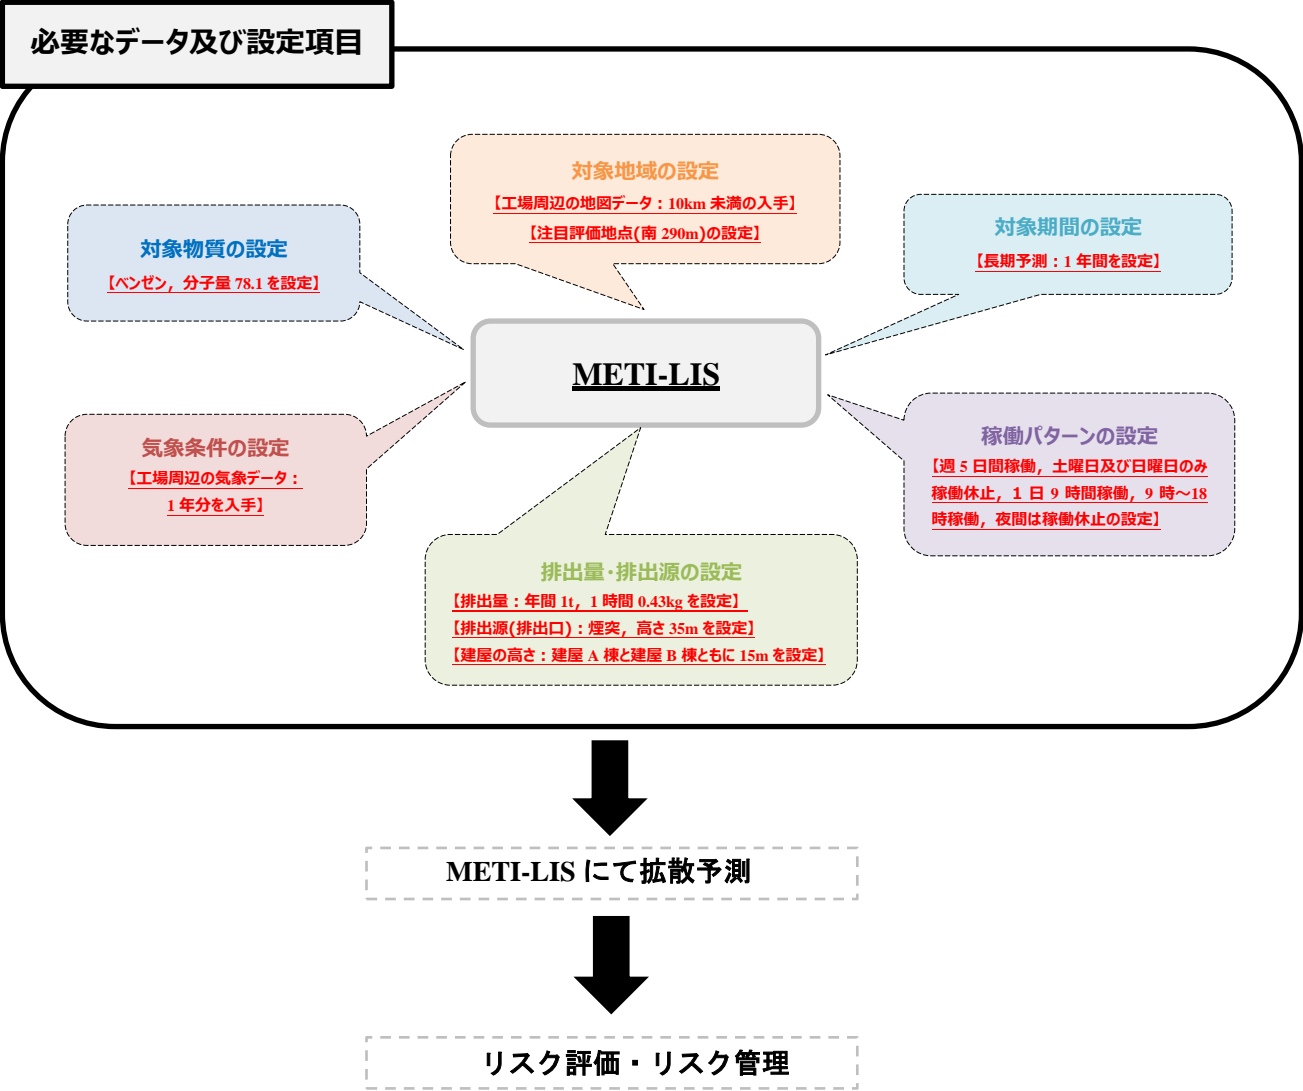 必要なデータ及び設定項目
対象地域の設定
【工場周辺の地図データ：10km 未満の入手】
【注目評価地点(南 290m)の設定】
対象物質の設定
【ベンゼン，分子量 78.1 を設定】
対象期間の設定
【長期予測：1 年間を設定】
METI-LIS
気象条件の設定
【工場周辺の気象データ：
1 年分を入手】
稼働パターンの設定
【週 5 日間稼働，土曜日及び日曜日のみ
稼働休止，1 日 9 時間稼働，9 時～18
時稼働，夜間は稼働休止の設定】
排出量・排出源の設定
【排出量：年間 1t，1 時間 0.43kg を設定】
【排出源(排出口)：煙突，高さ 35m を設定】
【建屋の高さ：建屋 A 棟と建屋 B 棟ともに 15m を設定】
METI-LIS にて拡散予測
リスク評価・リスク管理